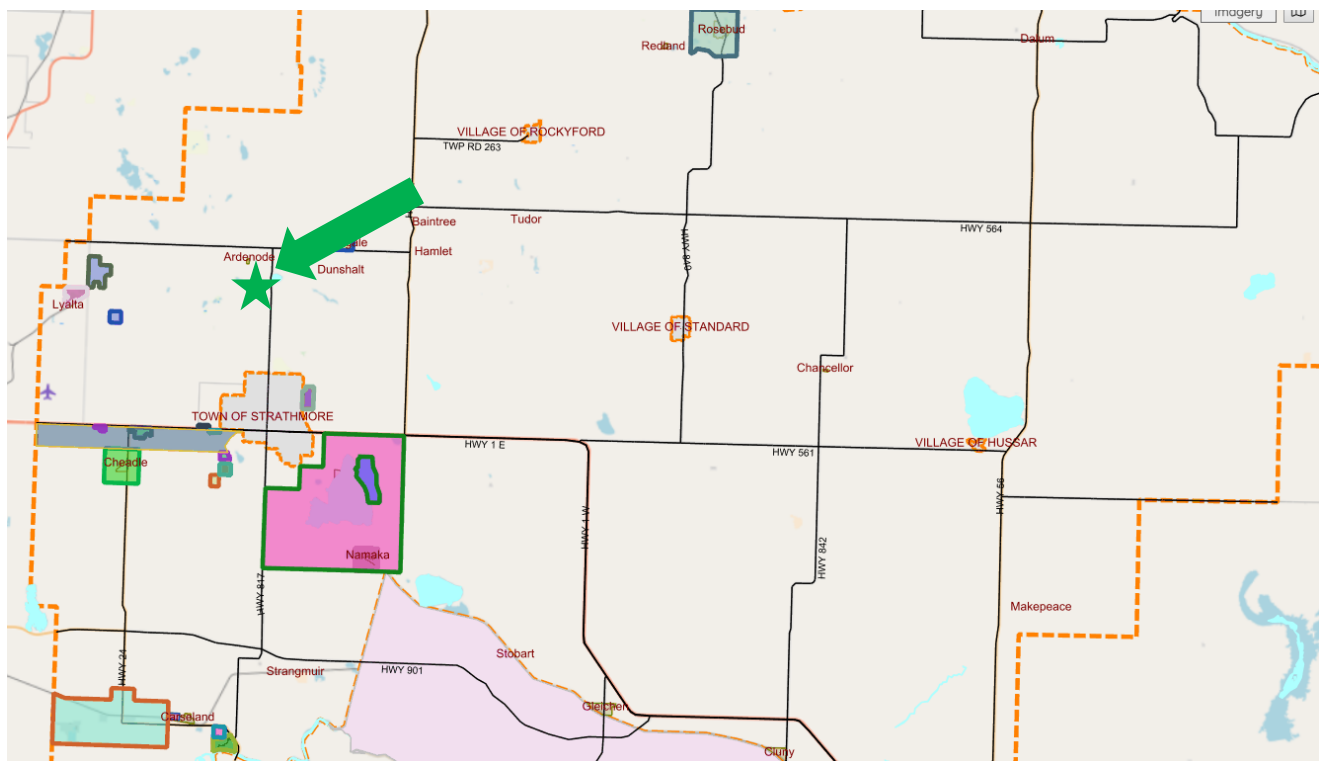 Imagery
Rosebud
Redland
Dalum
VILLAGE OF ROCKYFORD
TWP RD 263
Baintree
Tudor
HWY 564
HWY 840
Ardenode
Hamlet
Dunshalt
Lyalta
VILLAGE OF STANDARD
Chancellor
TOWN OF STRATHMORE
HWY 1 E
HWY 561
VILLAGE OF HUSSAR
Cheadle
HWY 56
HWY 1 W
HWY 842
Namaka
HWY 817
Makepeace
Stobart
HWY 24
Strangmuir
HWY 901
Carseland
Gleichen
Cluny